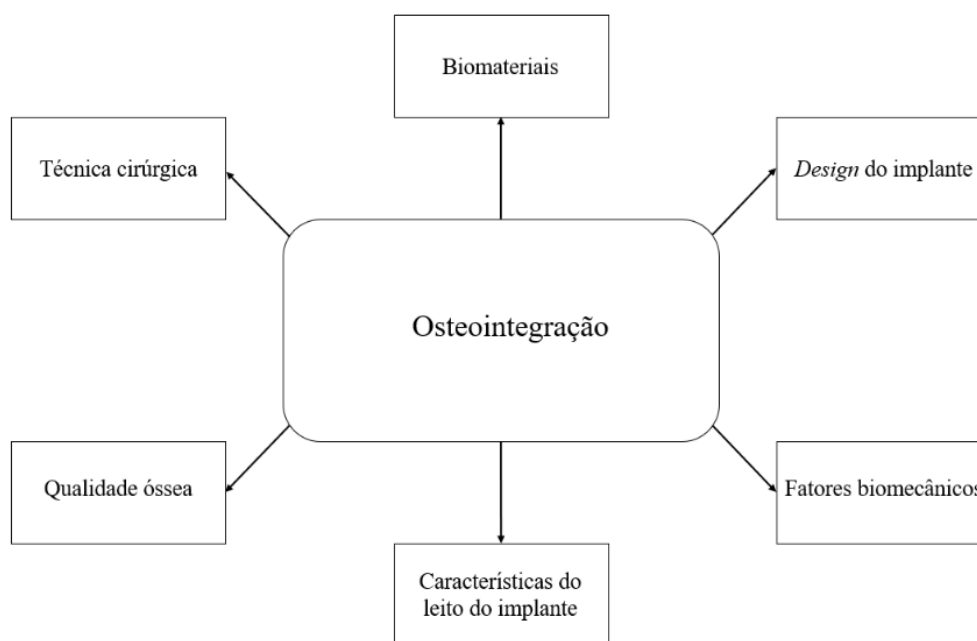 Biomateriais
Técnica cirúrgica
Design do implante
Osteointegração
Qualidade óssea
Fatores biomecânicos
Características do
leito do implante